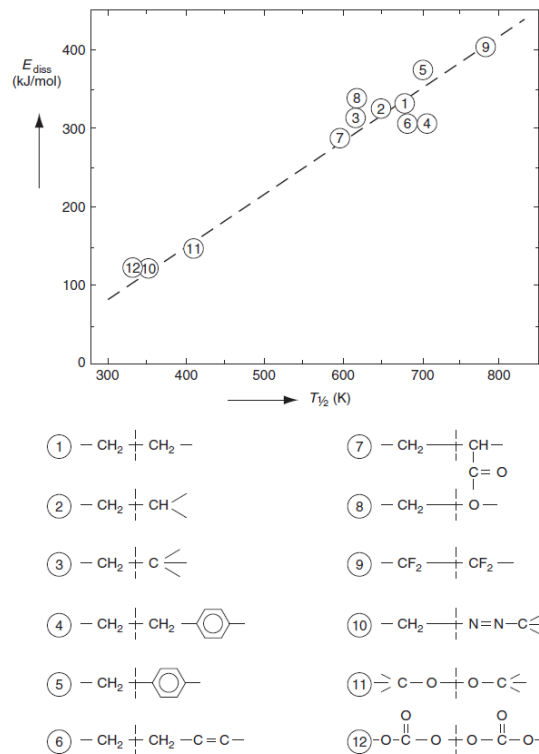 E diss
(kJ/mol)
400
300
200
100
0
9
5
8
1
3
2
6
4
7
11
12
10
300
400
500
600
700
800
T½ (K)
1 — CH2 — CH2 —
7 — CH2 — CH —
C = O
2 — CH2 — CH
8 — CH2 — O —
3 — CH2 — C
9 — CF2 — CF2 —
4 — CH2 — CH2 —
10 — CH2 — N = N — C
5 — CH2 —
11 C — O — O — C
6 — CH2 — CH2 — C = C —
O O
12 — O — C — O — O — C — O —